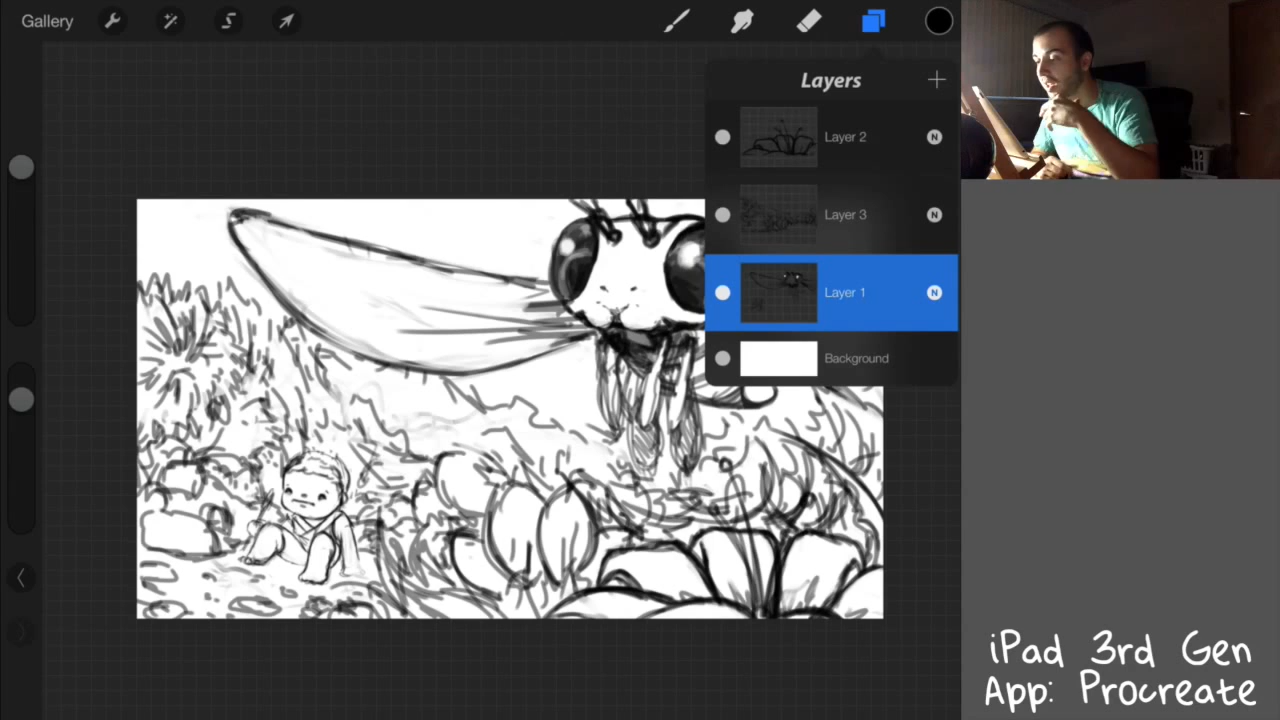 Gallery
Layers
Layer 2
N
Layer 3
N
Layer 1
N
Background
iPad 3rd Gen
App: Procreate